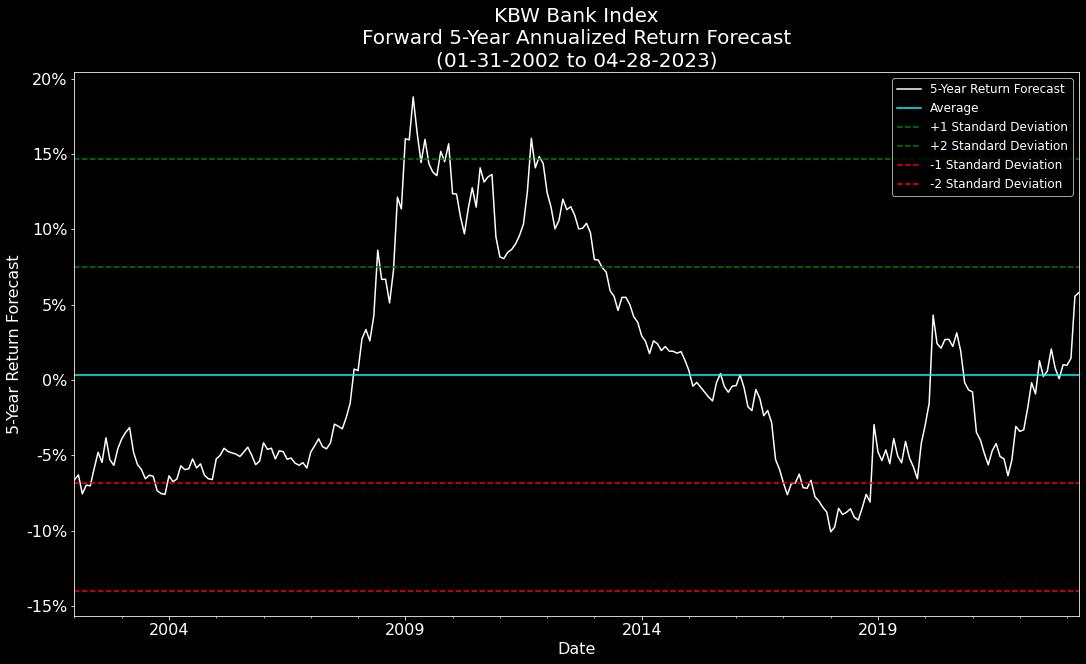 KBW Bank Index
Forward 5-Year Annualized Return Forecast
(01-31-2002 to 04-28-2023)
5-Year Return Forecast
Average
+1 Standard Deviation
+2 Standard Deviation
-1 Standard Deviation
-2 Standard Deviation
5-Year Return Forecast
20%
15%
10%
5%
0%
-5%
-10%
-15%
2004 2009 2014 2019
Date